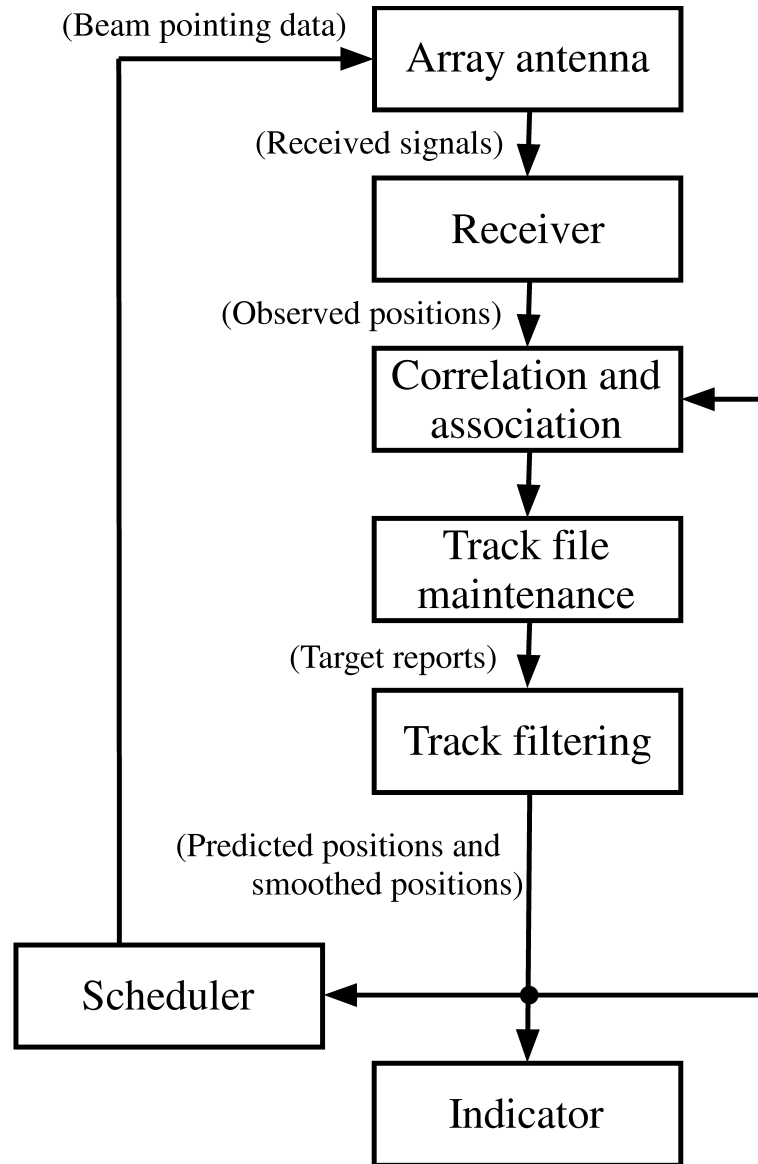 (Beam pointing data)
Array antenna
(Received signals)
Receiver
(Observed positions)
Correlation and
association
Track file
maintenance
(Target reports)
Track filtering
(Predicted positions and
smoothed positions)
Scheduler
Indicator